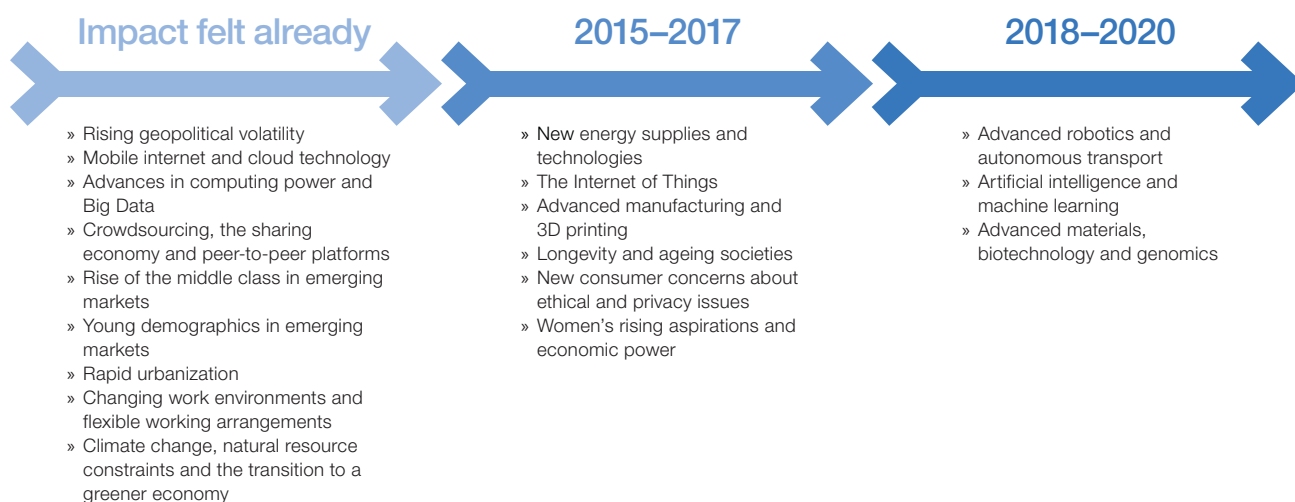 Impact felt already
» Rising geopolitical volatility
» Mobile internet and cloud technology
» Advances in computing power and
Big Data
» Crowdsourcing, the sharing
economy and peer-to-peer platforms
» Rise of the middle class in emerging
markets
» Young demographics in emerging
markets
» Rapid urbanization
» Changing work environments and
flexible working arrangements
» Climate change, natural resource
constraints and the transition to a
greener economy
2015–2017
» New energy supplies and
technologies
» The Internet of Things
» Advanced manufacturing and
3D printing
» Longevity and ageing societies
» New consumer concerns about
ethical and privacy issues
» Women’s rising aspirations and
economic power
2018–2020
» Advanced robotics and
autonomous transport
» Artificial intelligence and
machine learning
» Advanced materials,
biotechnology and genomics